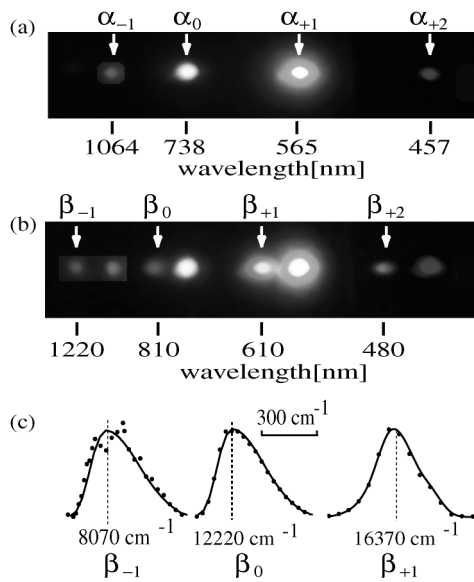 (a) α₋₁ α₀ α₊₁ α₊₂
1064 738 565 457
wavelength[nm]
(b) β₋₁ β₀ β₊₁ β₊₂
1220 810 610 480
wavelength[nm]
(c) 300 cm⁻¹
8070 cm⁻¹ 12220 cm⁻¹ 16370 cm⁻¹
β₋₁ β₀ β₊₁